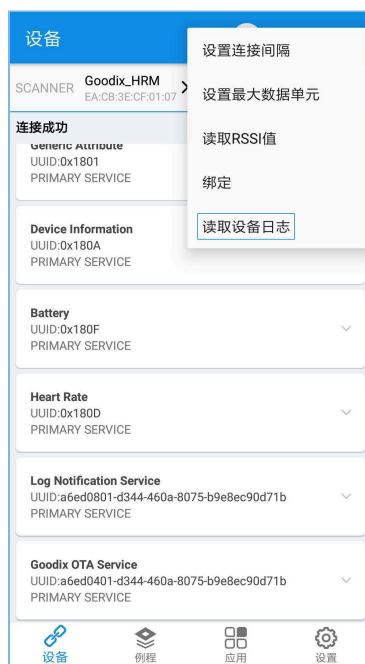 设备
设置连接间隔
设置最大数据单元
读取RSSI值
绑定
读取设备日志
SCANNER
Goodix_HRM
EA:CB:3E:CF:01:07
连接成功
Generic Attribute
UUID:0x1801
PRIMARY SERVICE
Device Information
UUID:0x180A
PRIMARY SERVICE
Battery
UUID:0x180F
PRIMARY SERVICE
Heart Rate
UUID:0x180D
PRIMARY SERVICE
Log Notification Service
UUID:a6ed0801-d344-460a-8075-b9e8ec90d71b
PRIMARY SERVICE
Goodix OTA Service
UUID:a6ed0401-d344-460a-8075-b9e8ec90d71b
PRIMARY SERVICE
设备
例程
应用
设置